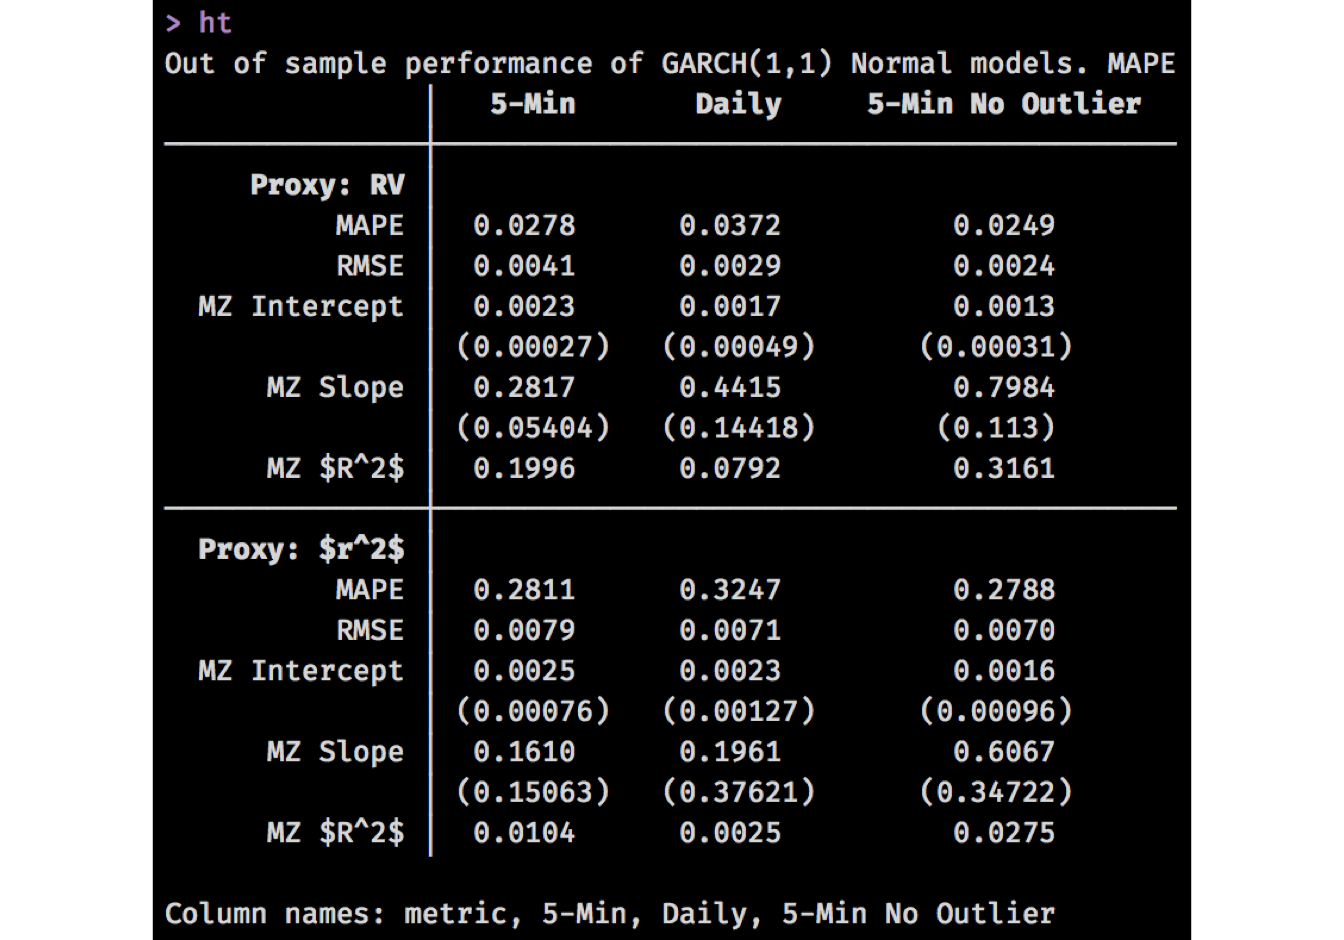 > ht
Out of sample performance of GARCH(1,1) Normal models. MAPE
5-Min Daily 5-Min No Outlier
Proxy: RV
MAPE 0.0278 0.0372 0.0249
RMSE 0.0041 0.0029 0.0024
MZ Intercept 0.0023 0.0017 0.0013
(0.00027) (0.00049) (0.00031)
MZ Slope 0.2817 0.4415 0.7984
(0.05404) (0.14418) (0.113)
MZ $R^2$ 0.1996 0.0792 0.3161
Proxy: $r^2$
MAPE 0.2811 0.3247 0.2788
RMSE 0.0079 0.0071 0.0070
MZ Intercept 0.0025 0.0023 0.0016
(0.00076) (0.00127) (0.00096)
MZ Slope 0.1610 0.1961 0.6067
(0.15063) (0.37621) (0.34722)
MZ $R^2$ 0.0104 0.0025 0.0275
Column names: metric, 5-Min, Daily, 5-Min No Outlier